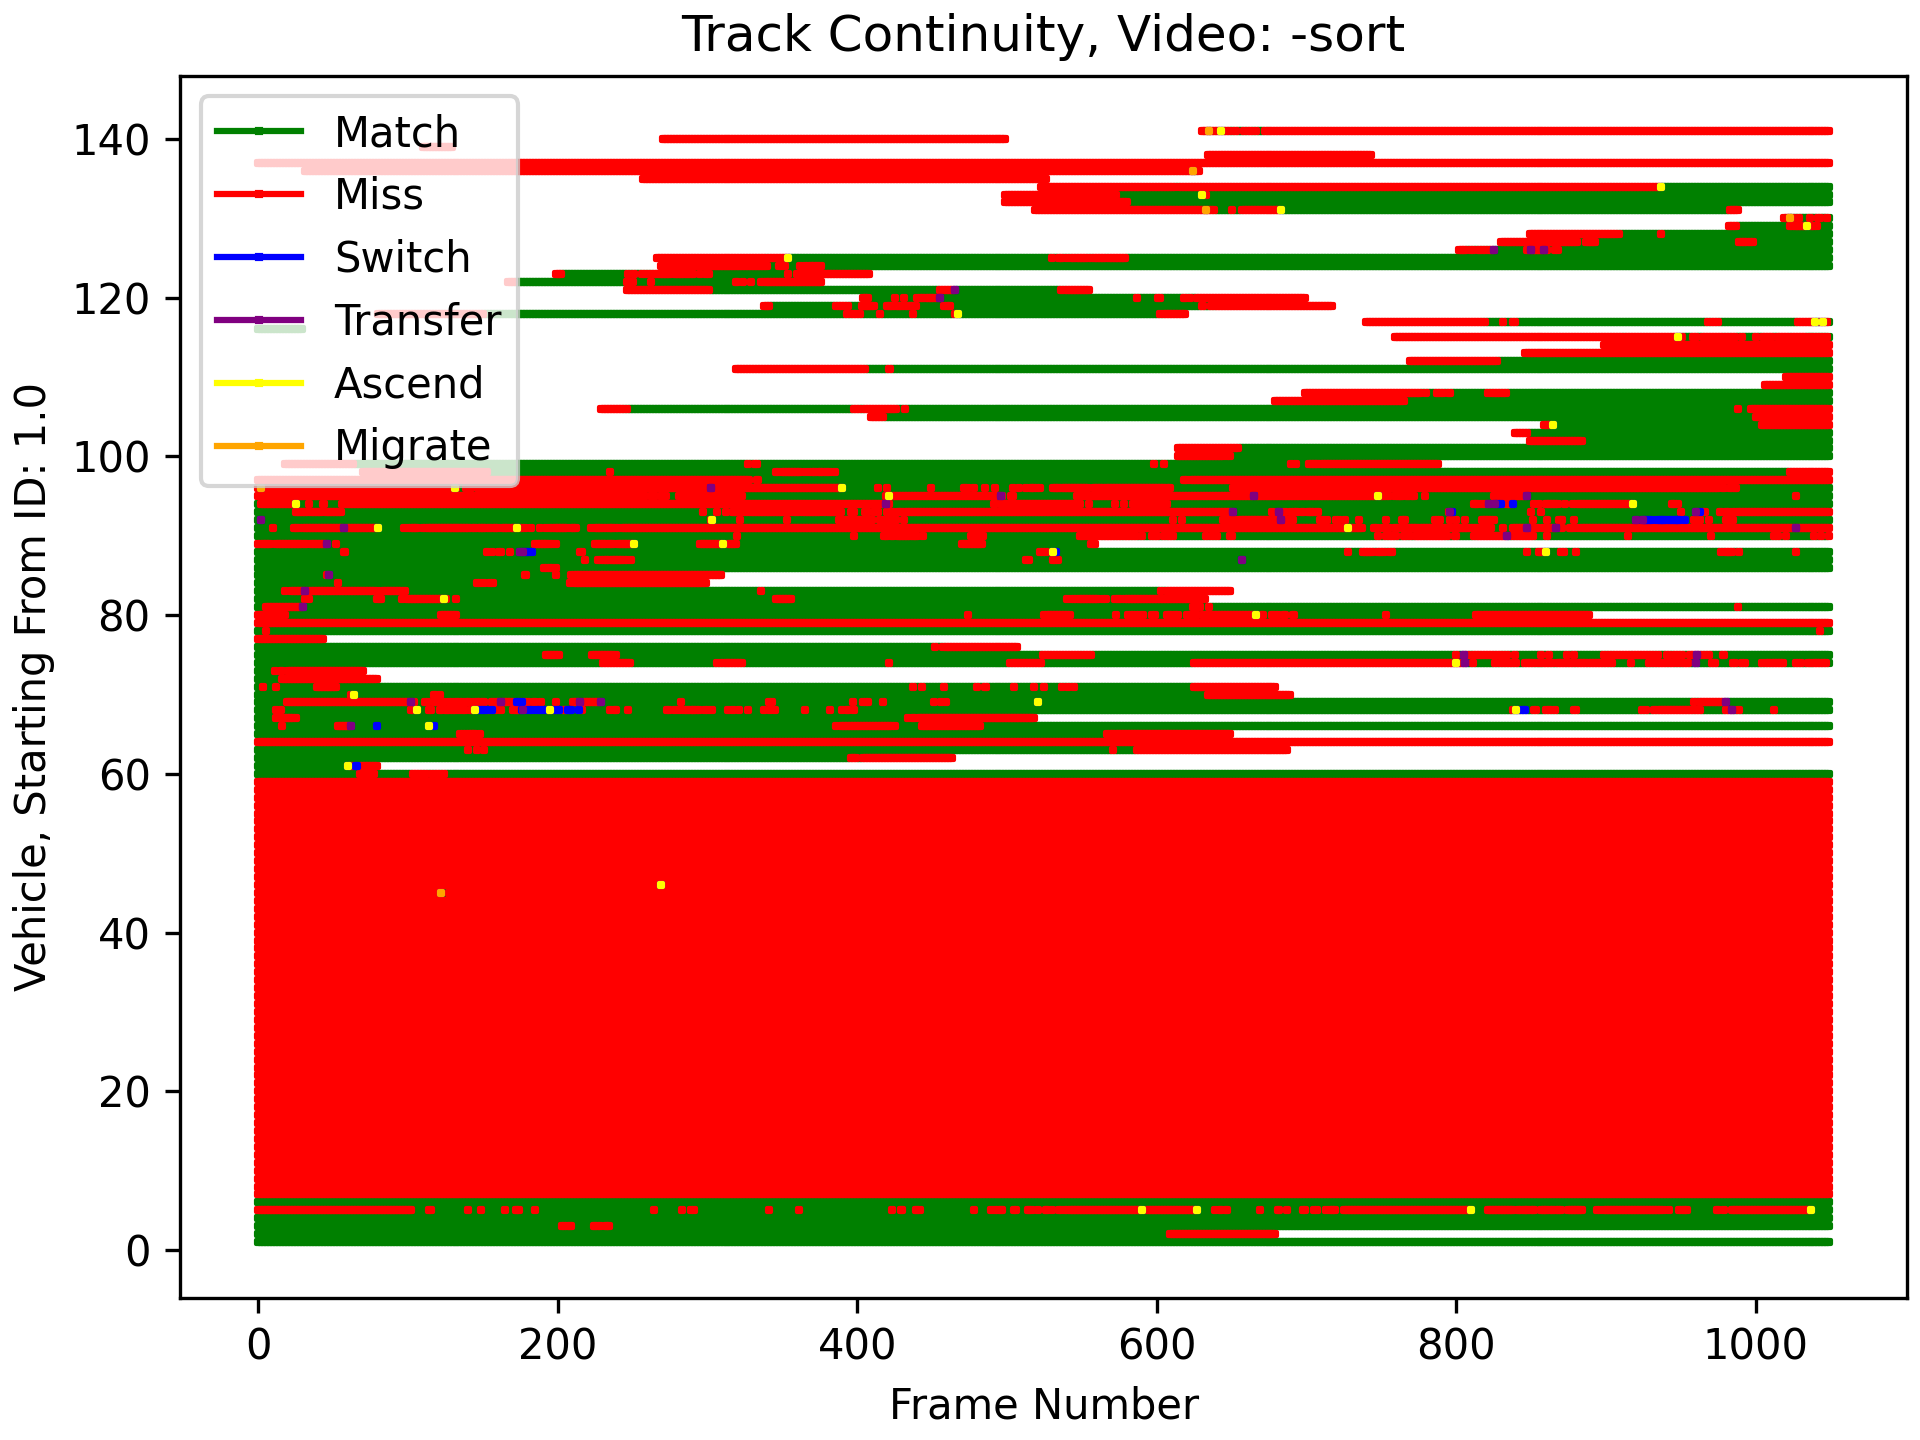 Track Continuity, Video: -sort
Match
Miss
Switch
Transfer
Ascend
Migrate
140
120
100
80
60
40
20
0
Vehicle, Starting From ID: 1.0
0 200 400 600 800 1000
Frame Number